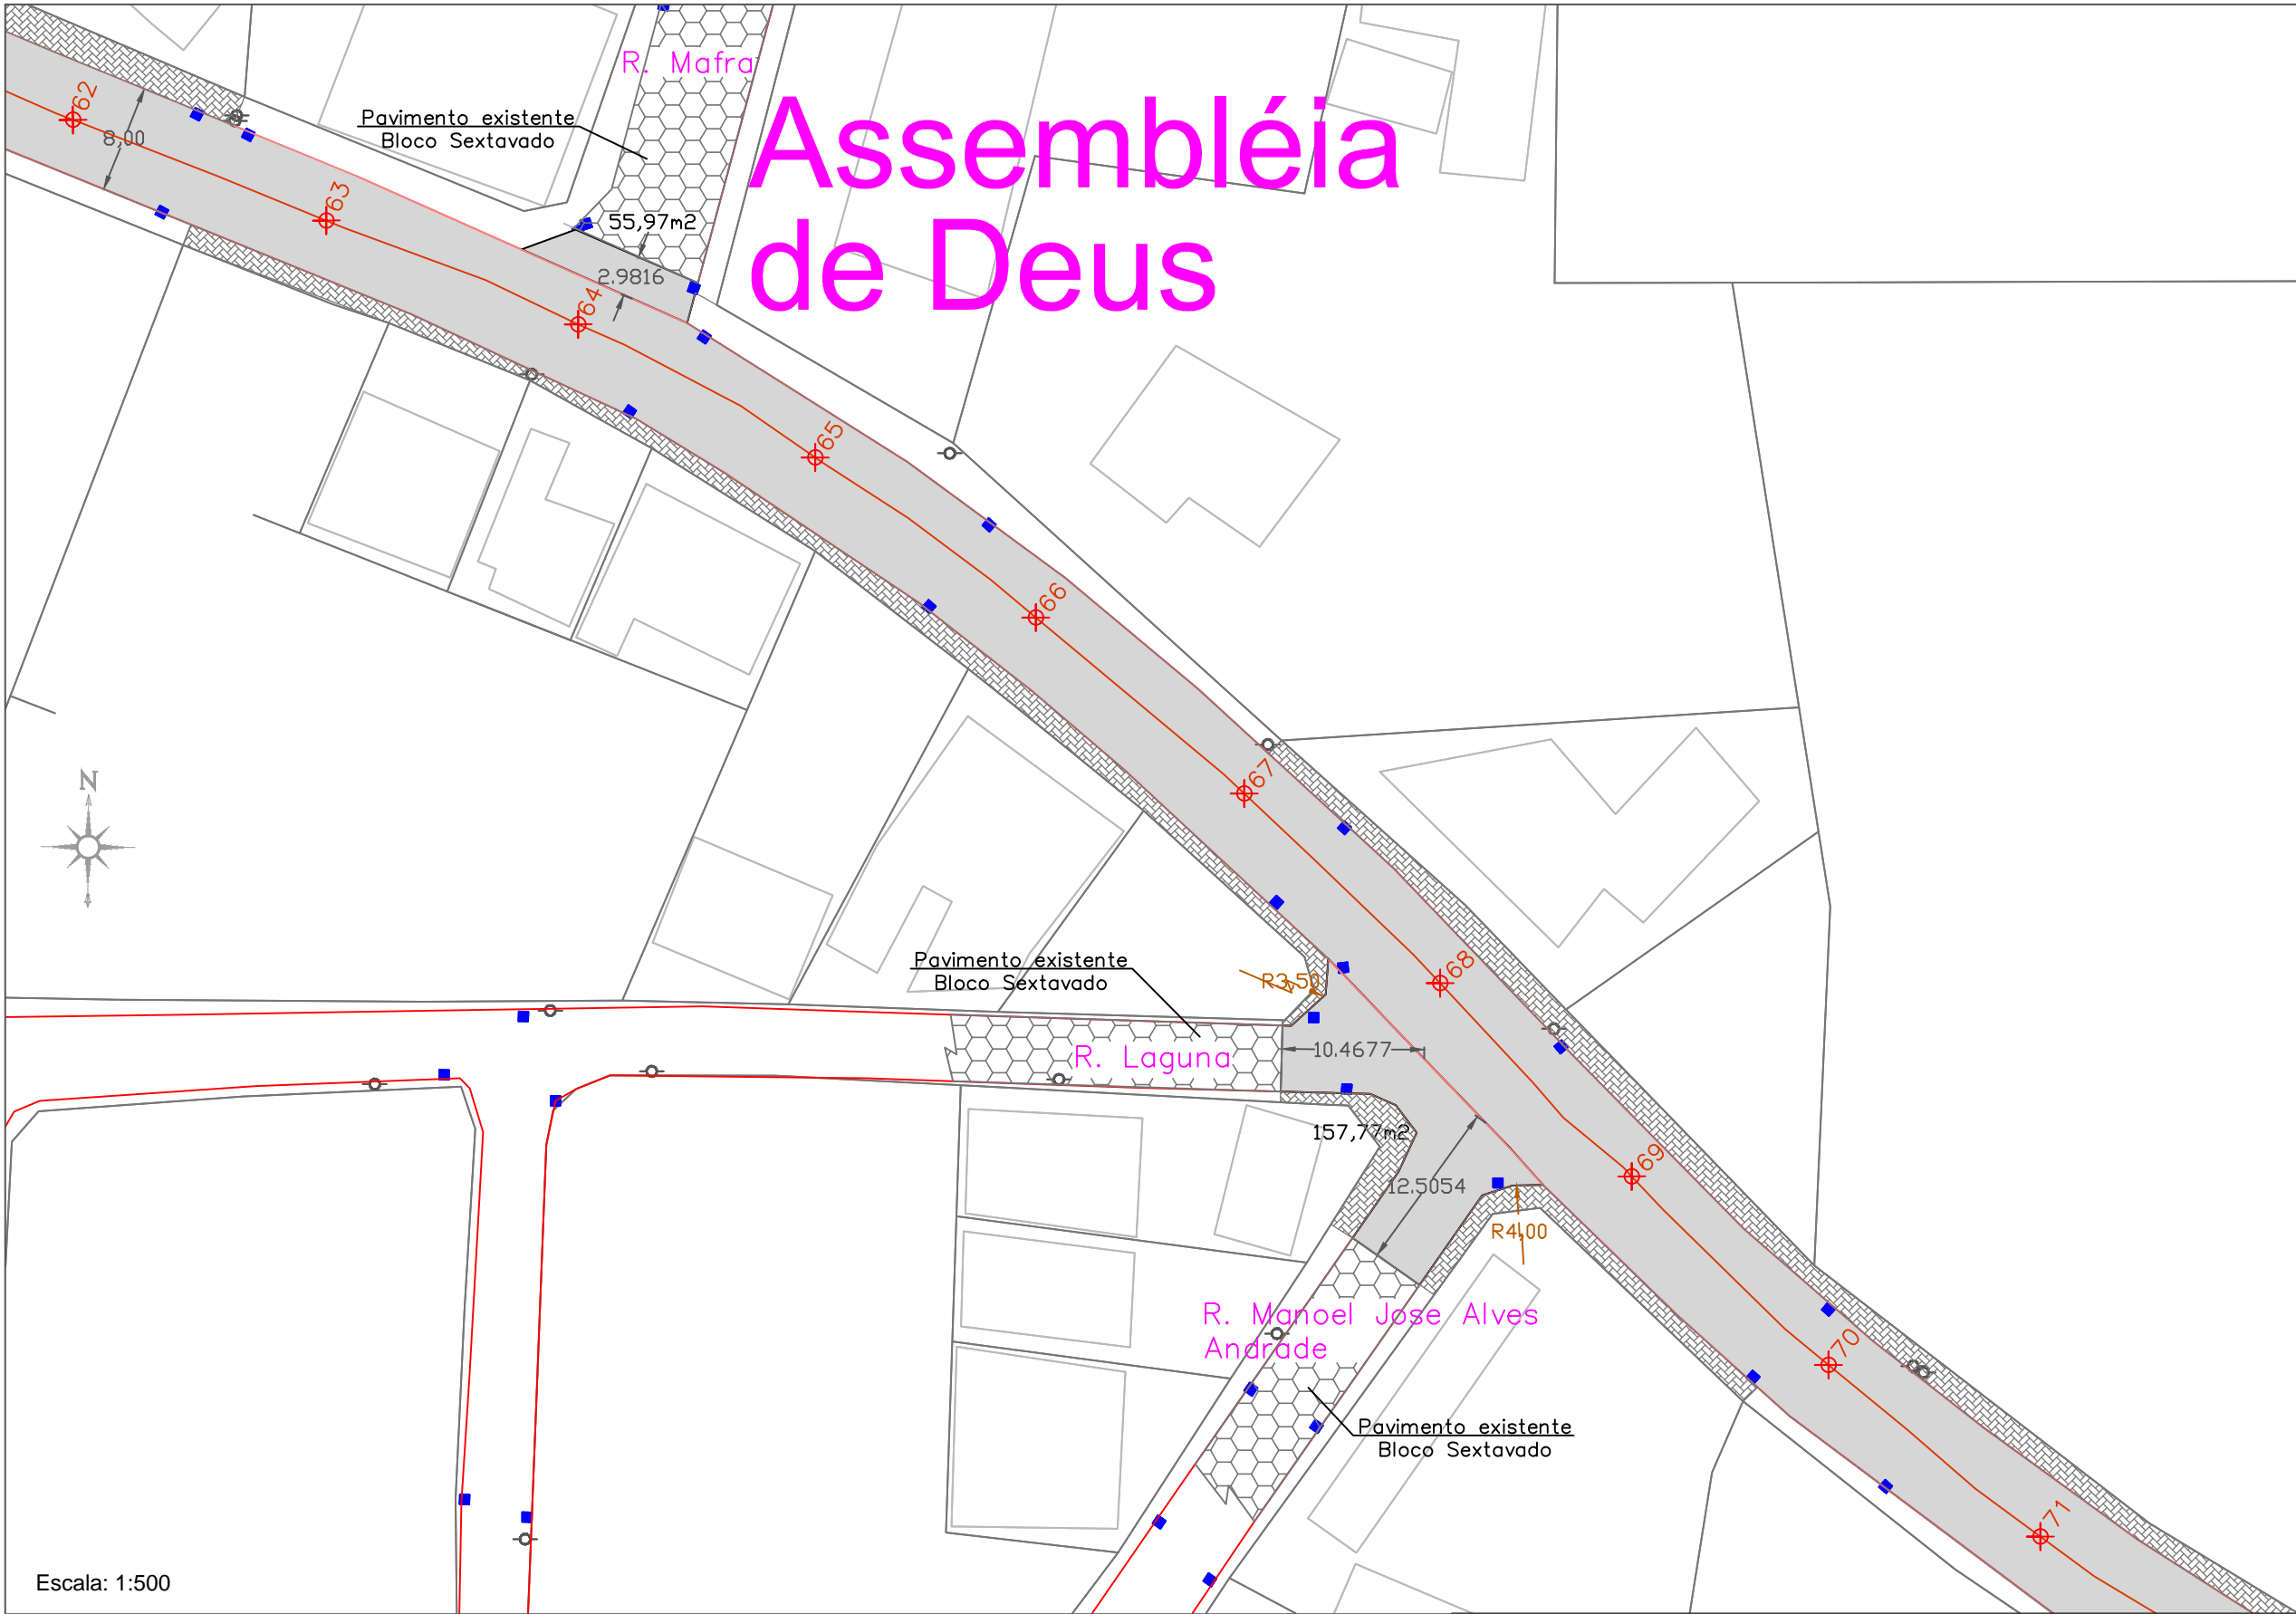 R. Mafra
62
Pavimento existente
Bloco Sextavado
8,00
Assembléia
de Deus
63
55,97m2
2.9816
64
65
66
67
N
Pavimento existente
Bloco Sextavado
68
R3,50
10.4677
R. Laguna
157,77m2
69
12.5054
R4,00
R. Manoel Jose Alves
Andrade
70
Pavimento existente
Bloco Sextavado
71
Escala: 1:500